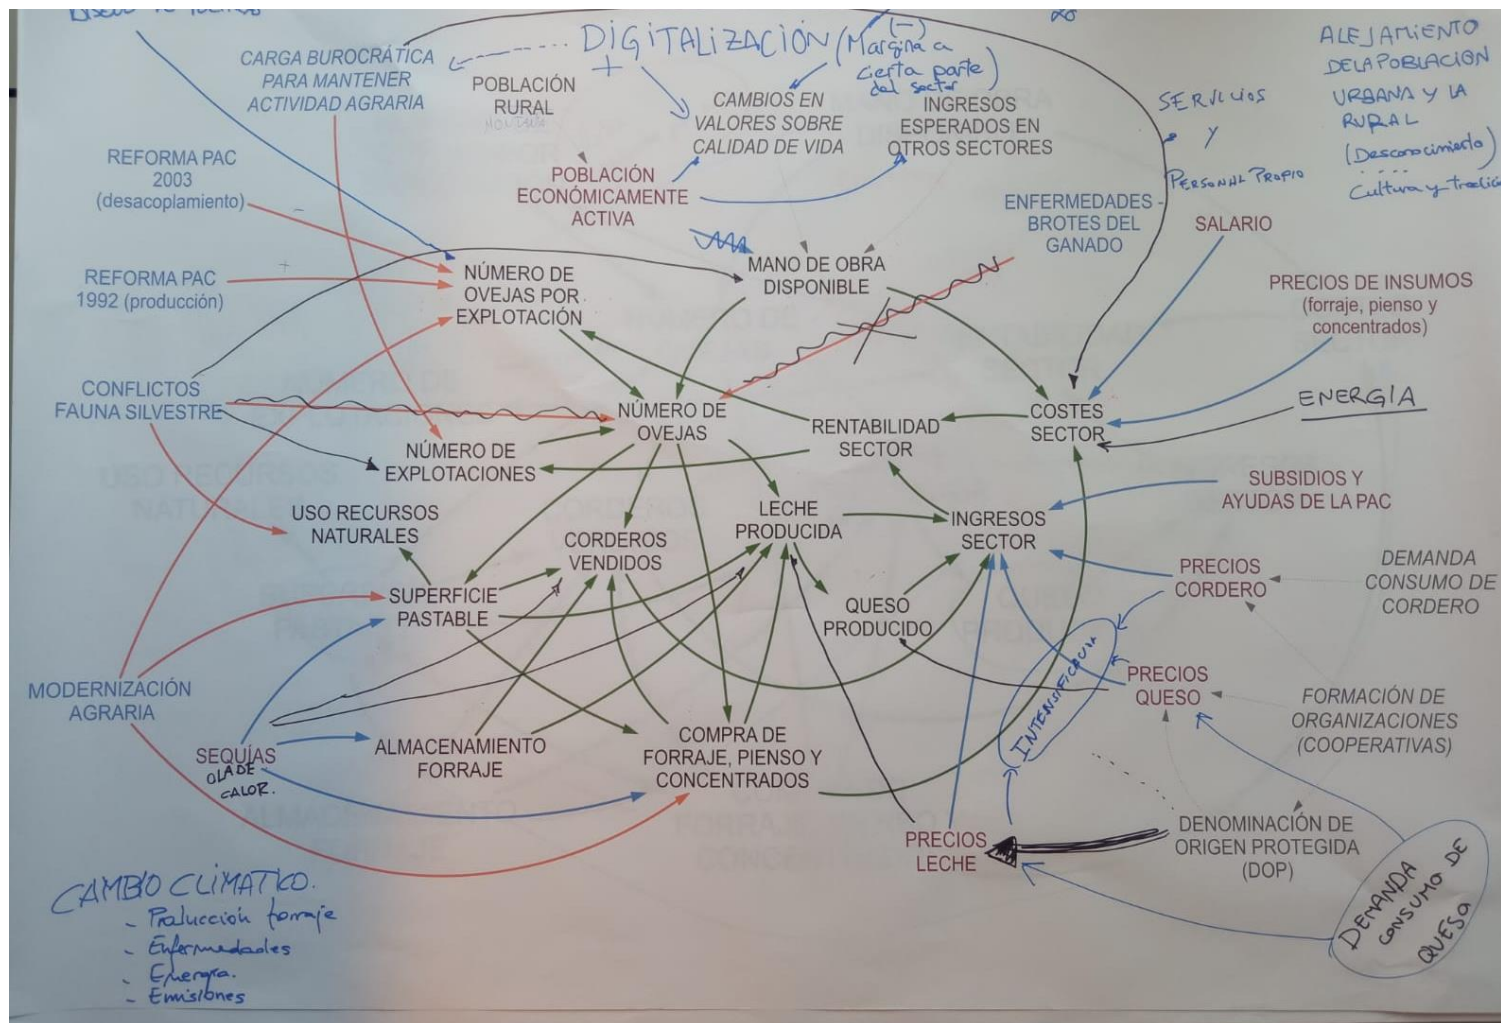 DIGITALIZACIÓN
(-)
(Margina a
cierta parte)
del sector
+
CARGA BUROCRÁTICA
PARA MANTENER
ACTIVIDAD AGRARIA
POBLACIÓN
RURAL
MONTAÑA
CAMBIOS EN
VALORES SOBRE
CALIDAD DE VIDA
INGRESOS
ESPERADOS EN
OTROS SECTORES
SERVICIOS
Y
PERSONAL PROPIO
ALEJAMIENTO
DE LA POBLACIÓN
URBANA Y LA
RURAL
(Desconocimiento)
Cultura y
REFORMA PAC
2003
(desacoplamiento)
POBLACIÓN
ECONÓMICAMENTE
ACTIVA
ENFERMEDADES -
BROTES DEL
GANADO
SALARIO
REFORMA PAC
1992 (producción)
NÚMERO DE
OVEJAS POR
EXPLOTACIÓN
MANO DE OBRA
DISPONIBLE
PRECIOS DE INSUMOS
(forraje, pienso y
concentrados)
CONFLICTOS
FAUNA SILVESTRE
NÚMERO DE
OVEJAS
RENTABILIDAD
SECTOR
COSTES
SECTOR
ENERGÍA
NÚMERO DE
EXPLOTACIONES
SUBSIDIOS Y
AYUDAS DE LA PAC
USO RECURSOS
NATURALES
CORDEROS
VENDIDOS
LECHE
PRODUCIDA
INGRESOS
SECTOR
PRECIOS
CORDERO
DEMANDA
CONSUMO DE
CORDERO
SUPERFICIE
PASTABLE
QUESO
PRODUCIDO
INTENSIFICACIÓN
PRECIOS
QUESO
FORMACIÓN DE
ORGANIZACIONES
(COOPERATIVAS)
MODERNIZACIÓN
AGRARIA
SEQUÍAS
OLA DE
CALOR.
ALMACENAMIENTO
FORRAJE
COMPRA DE
FORRAJE, PIENSO Y
CONCENTRADOS
PRECIOS
LECHE
DENOMINACIÓN DE
ORIGEN PROTEGIDA
(DOP)
DEMANDA
CONSUMO DE
QUESO
CAMBIO CLIMATICO.
- Producción forraje
- Enfermedades
- Energía.
- Emisiones